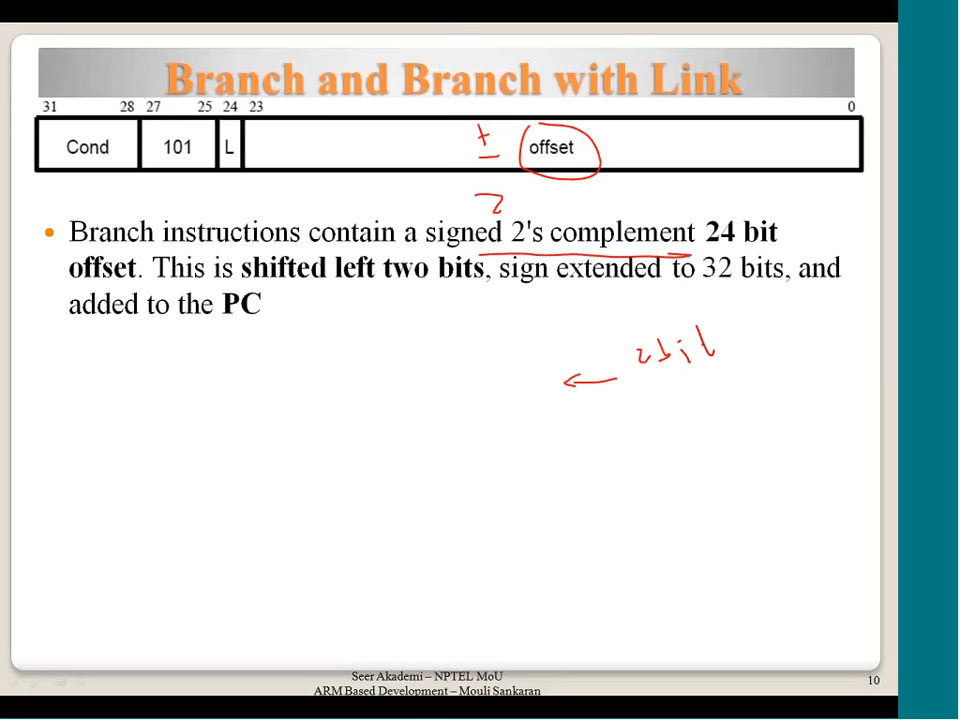 Branch and Branch with Link
31 28 27 25 24 23 0
Cond 101 L offset
±
2
• Branch instructions contain a signed 2's complement 24 bit
offset. This is shifted left two bits, sign extended to 32 bits, and
added to the PC
← 2bit
Seer Akademi – NPTEL MoU
ARM Based Development – Mouli Sankaran
10